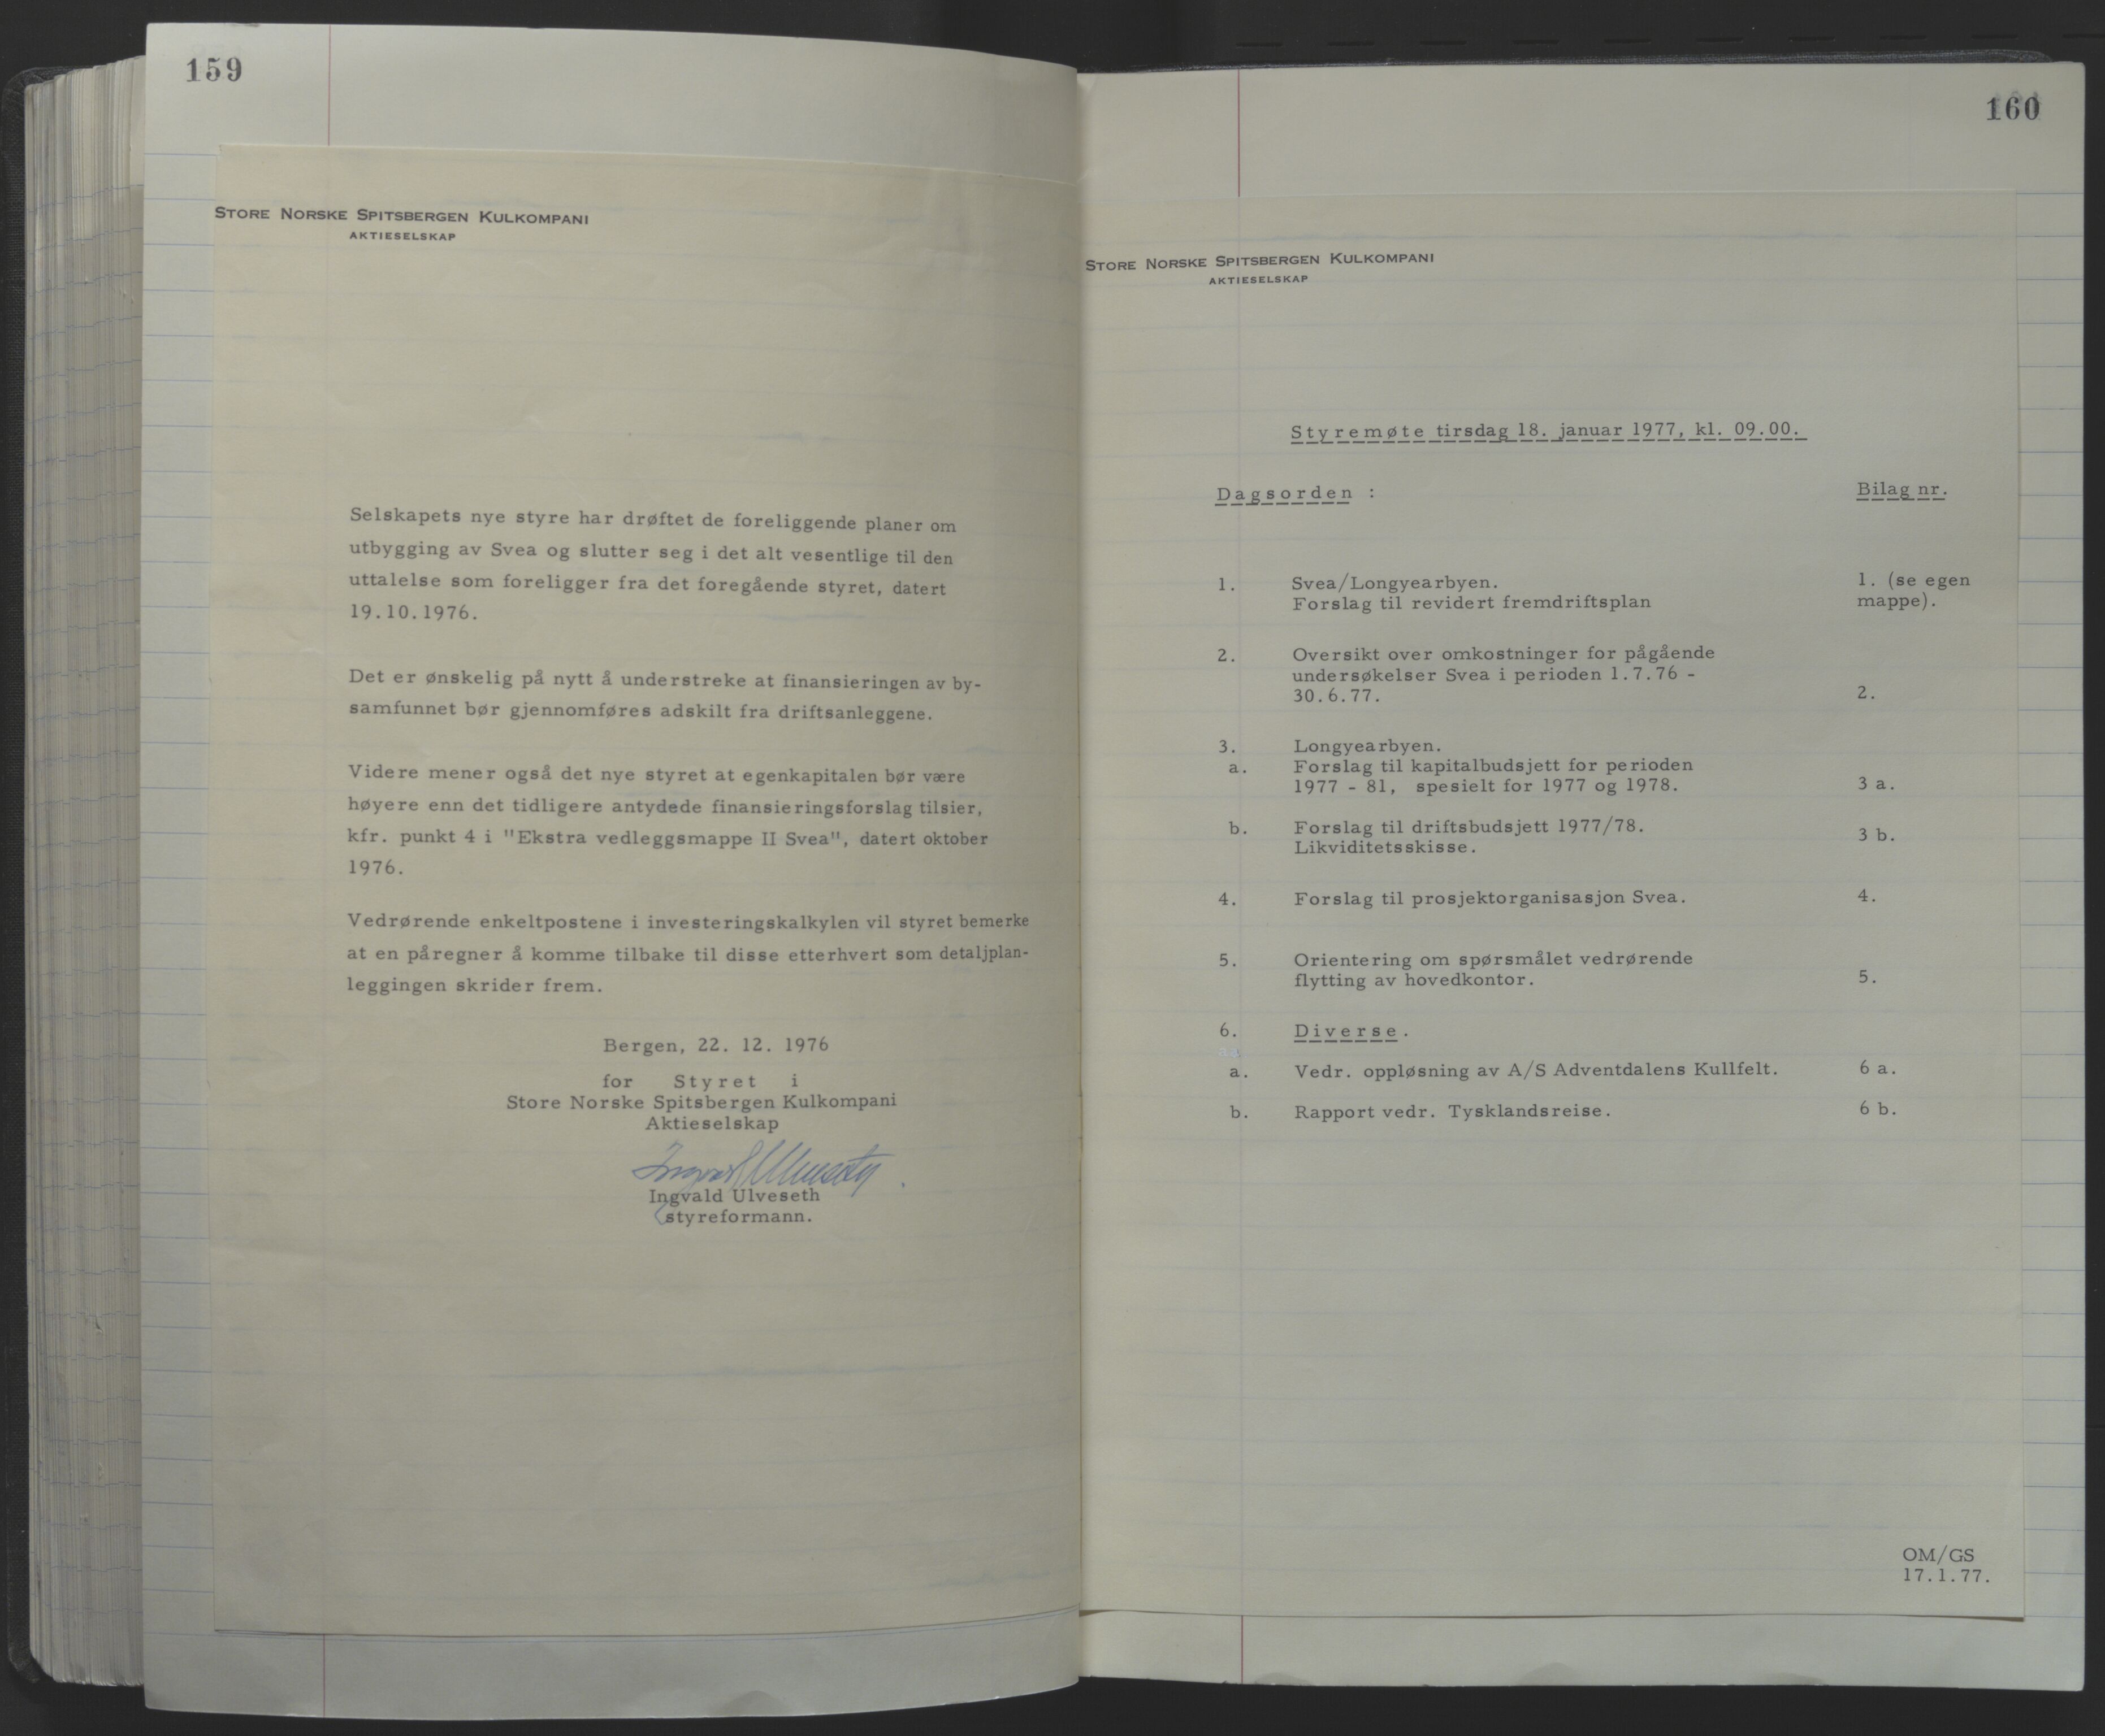 159
STORE NORSKE SPITSBERGEN KULKOMPANI
AKTIESELSKAP
Selskapets nye styre har drøftet de foreliggende planer om
utbygging av Svea og slutter seg i det alt vesentlige til den
uttalelse som foreligger fra det foregående styret, datert
19.10.1976.
Det er ønskelig på nytt å understreke at finansieringen av by-
samfunnet bør gjennomføres adskilt fra driftsanleggene.
Videre mener også det nye styret at egenkapitalen bør være
høyere enn det tidligere antydede finansieringsforslag tilsier,
kfr. punkt 4 i "Ekstra vedleggsmappe II Svea", datert oktober
1976.
Vedrørende enkeltpostene i investeringskalkylen vil styret bemerke
at en påregner å komme tilbake til disse etterhvert som detaljplan-
leggingen skrider frem.
Bergen, 22. 12. 1976
for Styret i
Store Norske Spitsbergen Kulkompani
Aktieselskap
Ingvald Ulveseth
Ingvald Ulveseth
styreformann.
160
STORE NORSKE SPITSBERGEN KULKOMPANI
AKTIESELSKAP
Styremøte tirsdag 18. januar 1977, kl. 09.00.
Dagsorden : Bilag nr.
1. Svea/Longyearbyen. 1. (se egen
Forslag til revidert fremdriftsplan mappe).
2. Oversikt over omkostninger for pågående
undersøkelser Svea i perioden 1.7.76 -
30.6.77. 2.
3. Longyearbyen.
a. Forslag til kapitalbudsjett for perioden
1977 - 81, spesielt for 1977 og 1978. 3 a.
b. Forslag til driftsbudsjett 1977/78. 3 b.
Likviditetsskisse.
4. Forslag til prosjektorganisasjon Svea. 4.
5. Orientering om spørsmålet vedrørende
flytting av hovedkontor. 5.
6. Diverse.
a. Vedr. oppløsning av A/S Adventdalens Kullfelt. 6 a.
b. Rapport vedr. Tysklandsreise. 6 b.
OM/GS
17.1.77.